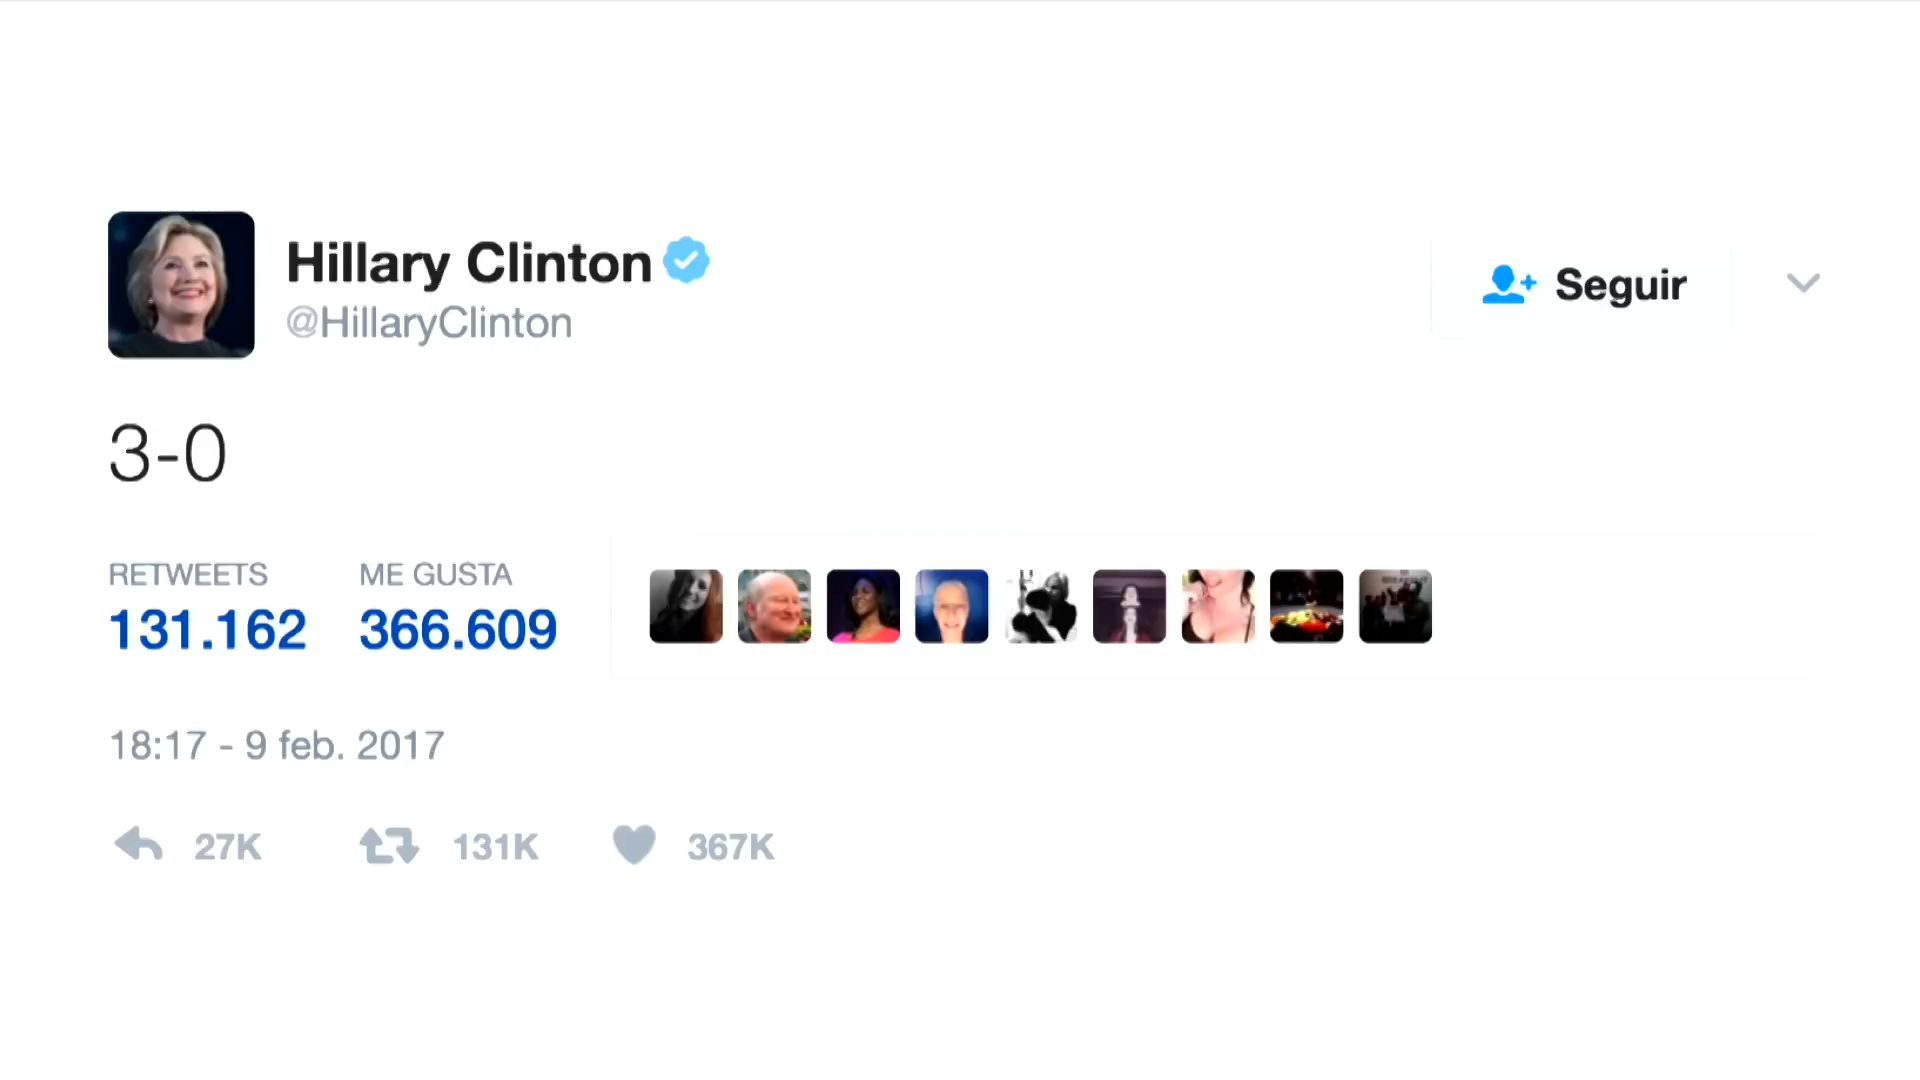 Hillary Clinton
@HillaryClinton
Seguir
3-0
RETWEETS ME GUSTA
131.162 366.609
18:17 - 9 feb. 2017
27K 131K 367K